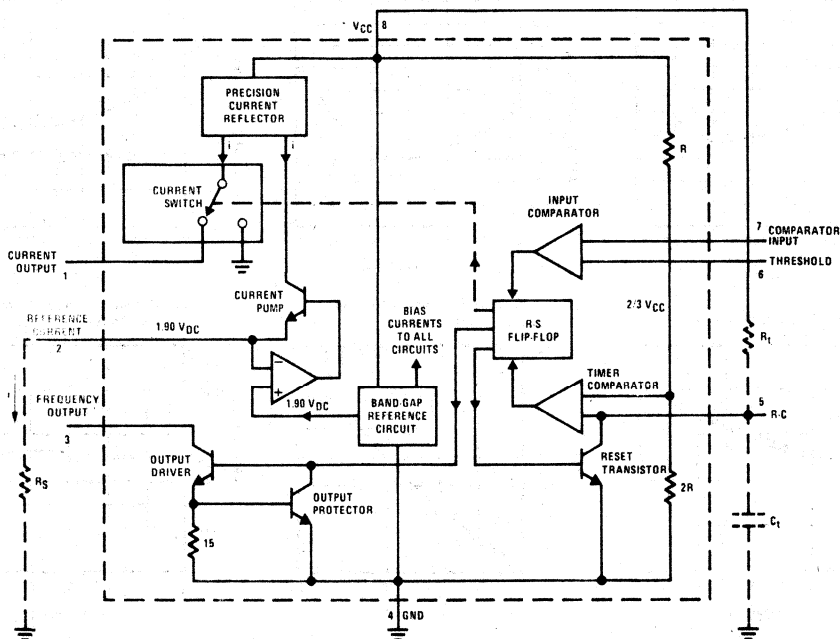 VCC 8
PRECISION
CURRENT
REFLECTOR
i i
R
CURRENT
SWITCH
INPUT
COMPARATOR
7 COMPARATOR
INPUT
THRESHOLD
6
CURRENT
OUTPUT 1
CURRENT
PUMP
BIAS
CURRENTS
TO ALL
CIRCUITS
R-S
FLIP-FLOP
2/3 VCC
Rt
REFERENCE
CURRENT
2
1.90 VDC
−
+
1.90 VDC
TIMER
COMPARATOR
5
R-C
FREQUENCY
OUTPUT
3
BAND-GAP
REFERENCE
CIRCUIT
OUTPUT
DRIVER
RESET
TRANSISTOR
RS
OUTPUT
PROTECTOR
2R
Ct
15
4 GND